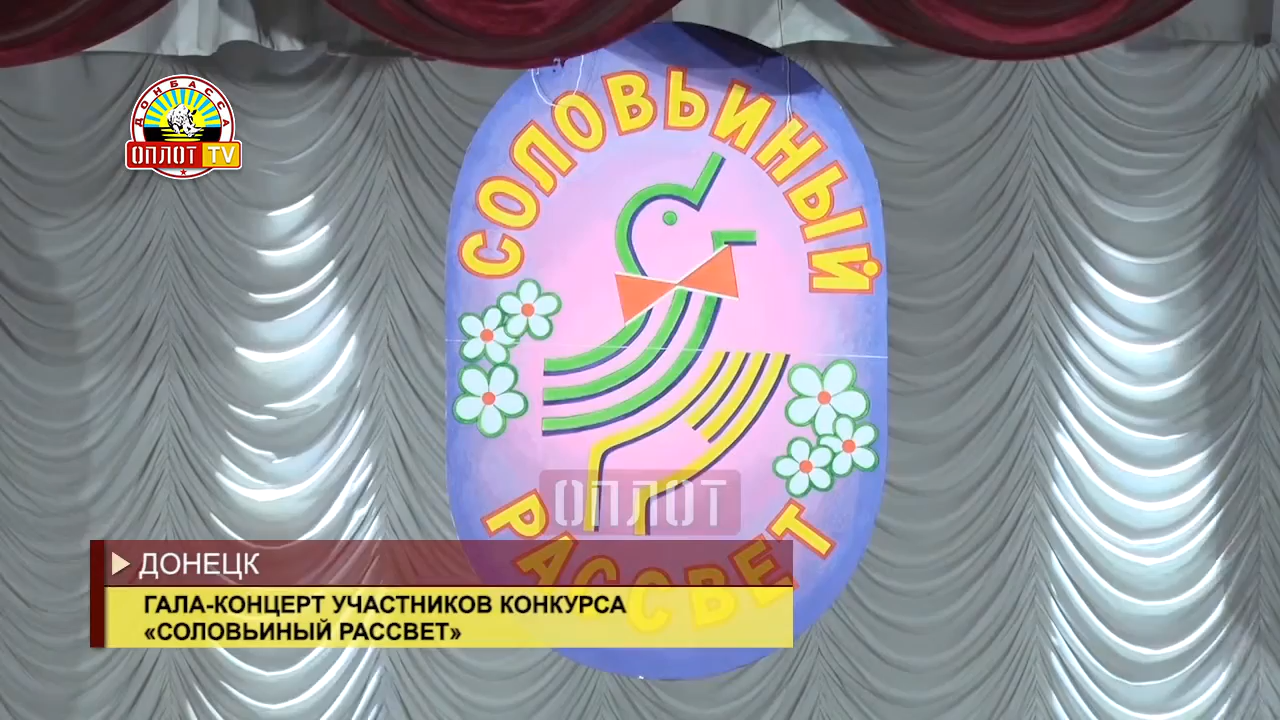 ДОНБАССА
ОПЛОТ TV
СОЛОВЬИНЫЙ
РАССВЕТ
ОПЛОТ
ДОНЕЦК
ГАЛА-КОНЦЕРТ УЧАСТНИКОВ КОНКУРСА
«СОЛОВЬИНЫЙ РАССВЕТ»